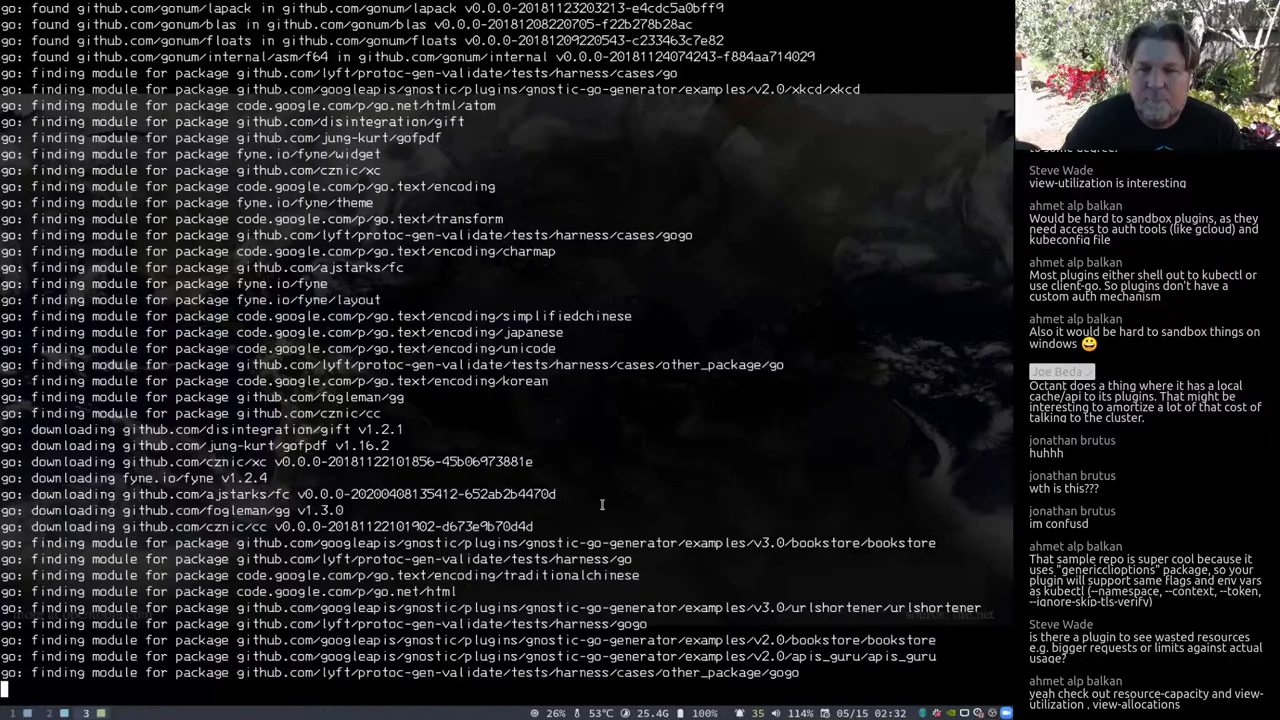 go: found github.com/gonum/lapack in github.com/gonum/lapack v0.0.0-20181123203213-e4cdc5a0bff9
go: found github.com/gonum/blas in github.com/gonum/blas v0.0.0-20181208220705-f22b278b28ac
go: found github.com/gonum/floats in github.com/gonum/floats v0.0.0-20181209220543-c233463c7e82
go: found github.com/gonum/internal/asm/f64 in github.com/gonum/internal v0.0.0-20181124074243-f884aa714029
go: finding module for package github.com/lyft/protoc-gen-validate/tests/harness/cases/go
go: finding module for package github.com/googleapis/gnostic/plugins/gnostic-go-generator/examples/v2.0/xkcd/xkcd
go: finding module for package code.google.com/p/go.net/html/atom
go: finding module for package github.com/disintegration/gift
go: finding module for package github.com/jung-kurt/gofpdf
go: finding module for package fyne.io/fyne/widget
go: finding module for package github.com/cznic/xc
go: finding module for package code.google.com/p/go.text/encoding
go: finding module for package fyne.io/fyne/theme
go: finding module for package code.google.com/p/go.text/transform
go: finding module for package github.com/lyft/protoc-gen-validate/tests/harness/cases/gogo
go: finding module for package code.google.com/p/go.text/encoding/charmap
go: finding module for package github.com/ajstarks/fc
go: finding module for package fyne.io/fyne
go: finding module for package fyne.io/fyne/layout
go: finding module for package code.google.com/p/go.text/encoding/simplifiedchinese
go: finding module for package code.google.com/p/go.text/encoding/japanese
go: finding module for package code.google.com/p/go.text/encoding/unicode
go: finding module for package github.com/lyft/protoc-gen-validate/tests/harness/cases/other_package/go
go: finding module for package code.google.com/p/go.text/encoding/korean
go: finding module for package github.com/fogleman/gg
go: finding module for package github.com/cznic/cc
go: downloading github.com/disintegration/gift v1.2.1
go: downloading github.com/jung-kurt/gofpdf v1.16.2
go: downloading github.com/cznic/xc v0.0.0-20181122101856-45b06973881e
go: downloading fyne.io/fyne v1.2.4
go: downloading github.com/ajstarks/fc v0.0.0-20200408135412-652ab2b4470d
go: downloading github.com/fogleman/gg v1.3.0
go: downloading github.com/cznic/cc v0.0.0-20181122101902-d673e9b70d4d
go: finding module for package github.com/googleapis/gnostic/plugins/gnostic-go-generator/examples/v3.0/bookstore/bookstore
go: finding module for package github.com/lyft/protoc-gen-validate/tests/harness/go
go: finding module for package code.google.com/p/go.text/encoding/traditionalchinese
go: finding module for package code.google.com/p/go.net/html
go: finding module for package github.com/googleapis/gnostic/plugins/gnostic-go-generator/examples/v3.0/urlshortener/urlshortener
go: finding module for package github.com/lyft/protoc-gen-validate/tests/harness/gogo
go: finding module for package github.com/googleapis/gnostic/plugins/gnostic-go-generator/examples/v2.0/bookstore/bookstore
go: finding module for package github.com/googleapis/gnostic/plugins/gnostic-go-generator/examples/v2.0/apis_guru/apis_guru
go: finding module for package github.com/lyft/protoc-gen-validate/tests/harness/cases/other_package/gogo
1 2 3 26% 53°C 25.4G 100% 35 114% 05/15 02:32
to some degree.
Steve Wade
view-utilization is interesting
ahmet alp balkan
Would be hard to sandbox plugins, as they
need access to auth tools (like gcloud) and
kubeconfig file
ahmet alp balkan
Most plugins either shell out to kubectl or
use client-go. So plugins don't have a
custom auth mechanism
ahmet alp balkan
Also it would be hard to sandbox things on
windows 😀
Joe Beda ✓
Octant does a thing where it has a local
cache/api to its plugins. That might be
interesting to amortize a lot of that cost of
talking to the cluster.
jonathan brutus
huhhh
jonathan brutus
wth is this???
jonathan brutus
im confusd
ahmet alp balkan
That sample repo is super cool because it
uses "genericclioptions" package, so your
plugin will support same flags and env vars
as kubectl (--namespace, --context, --token,
--ignore-skip-tls-verify)
Steve Wade
is there a plugin to see wasted resources
e.g. bigger requests or limits against actual
usage?
ahmet alp balkan
yeah check out resource-capacity and view-
utilization , view-allocations